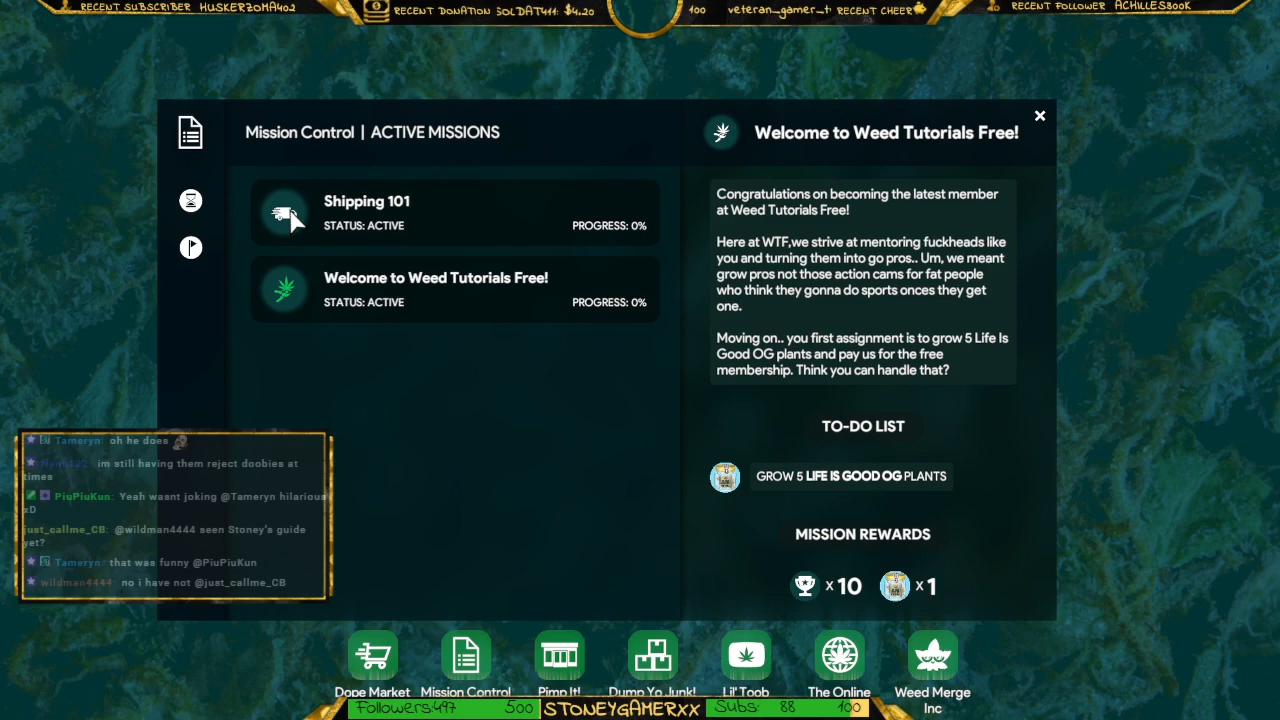 RECENT SUBSCRIBER HUSKERZOMA402
RECENT DONATION SOLDAT411: $4.20
100 veteran_gamer_t RECENT CHEER
RECENT FOLLOWER ACHILLESBOOK
Mission Control | ACTIVE MISSIONS
Shipping 101
STATUS: ACTIVE PROGRESS: 0%
Welcome to Weed Tutorials Free!
STATUS: ACTIVE PROGRESS: 0%
Welcome to Weed Tutorials Free!
Congratulations on becoming the latest member
at Weed Tutorials Free!
Here at WTF,we strive at mentoring fuckheads like
you and turning them into go pros.. Um, we meant
grow pros not those action cams for fat people
who think they gonna do sports onces they get
one.
Moving on.. you first assignment is to grow 5 Life Is
Good OG plants and pay us for the free
membership. Think you can handle that?
TO-DO LIST
GROW 5 LIFE IS GOOD OG PLANTS
MISSION REWARDS
x 10 x 1
Tameryn: oh he does
im still having them reject doobies at
times
PiuPiuKun: Yeah wasnt joking @Tameryn hilarious
xD
just_callme_CB: @wildman4444 seen Stoney's guide
yet?
Tameryn: that was funny @PiuPiuKun
wildman4444: no i have not @just_callme_CB
Dope Market
Mission Control
Pimp It!
Dump Yo Junk!
Lil' Toob
The Online
Weed Merge
Inc
Followers:497 500
STONEYGAMERXX
Subs: 88 100